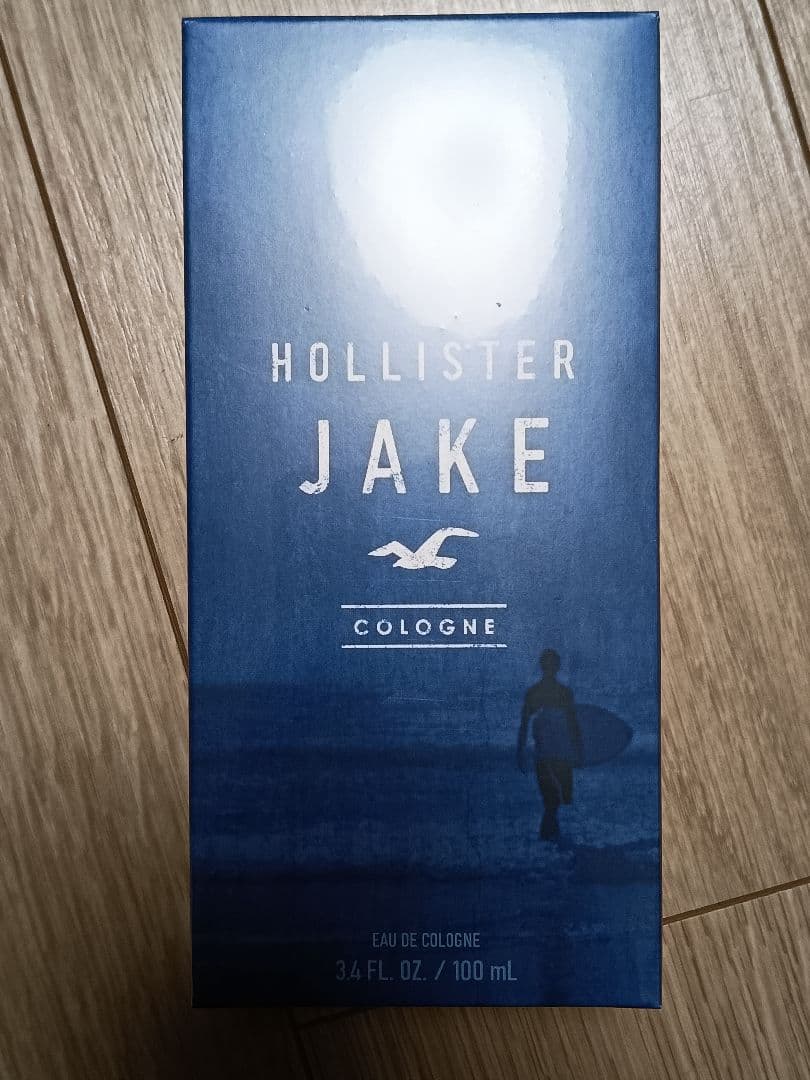 HOLLISTER
JAKE
COLOGNE
EAU DE COLOGNE
3.4 FL. OZ. / 100 mL